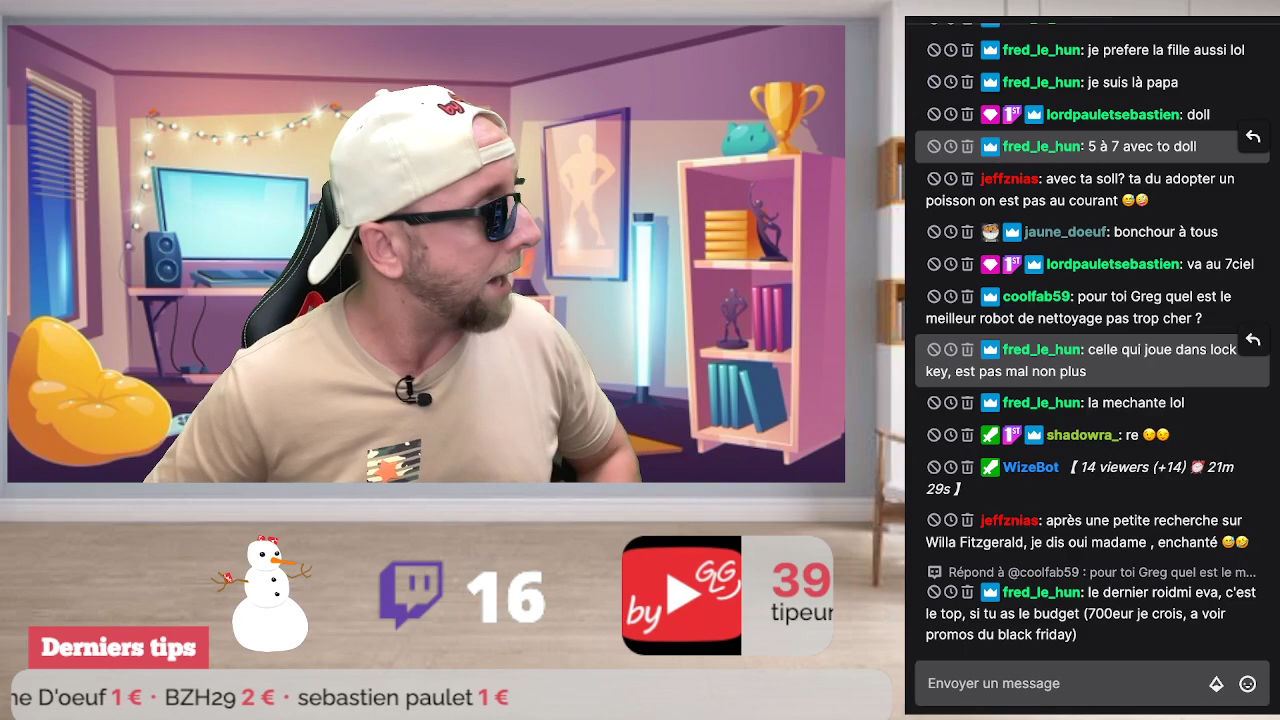 fred_le_hun: je prefere la fille aussi lol
fred_le_hun: je suis là papa
1ST lordpauletsebastien: doll
fred_le_hun: 5 à 7 avec to doll
jeffznias: avec ta soll? ta du adopter un
poisson on est pas au courant 😅🤣
jaune_doeuf: bonchour à tous
1ST lordpauletsebastien: va au 7ciel
coolfab59: pour toi Greg quel est le
meilleur robot de nettoyage pas trop cher ?
fred_le_hun: celle qui joue dans lock
key, est pas mal non plus
fred_le_hun: la mechante lol
1ST shadowra_: re 😏😏
WizeBot 【 14 viewers (+14) ⏰ 21m
29s 】
jeffznias: après une petite recherche sur
Willa Fitzgerald, je dis oui madame , enchanté 😅🤣
Répond à @coolfab59 : pour toi Greg quel est le m...
fred_le_hun: le dernier roidmi eva, c'est
le top, si tu as le budget (700eur je crois, a voir
promos du black friday)
Envoyer un message
16
by GG
39
tipeur
Derniers tips
ne D'oeuf 1 € · BZH29 2 € · sebastien paulet 1 €